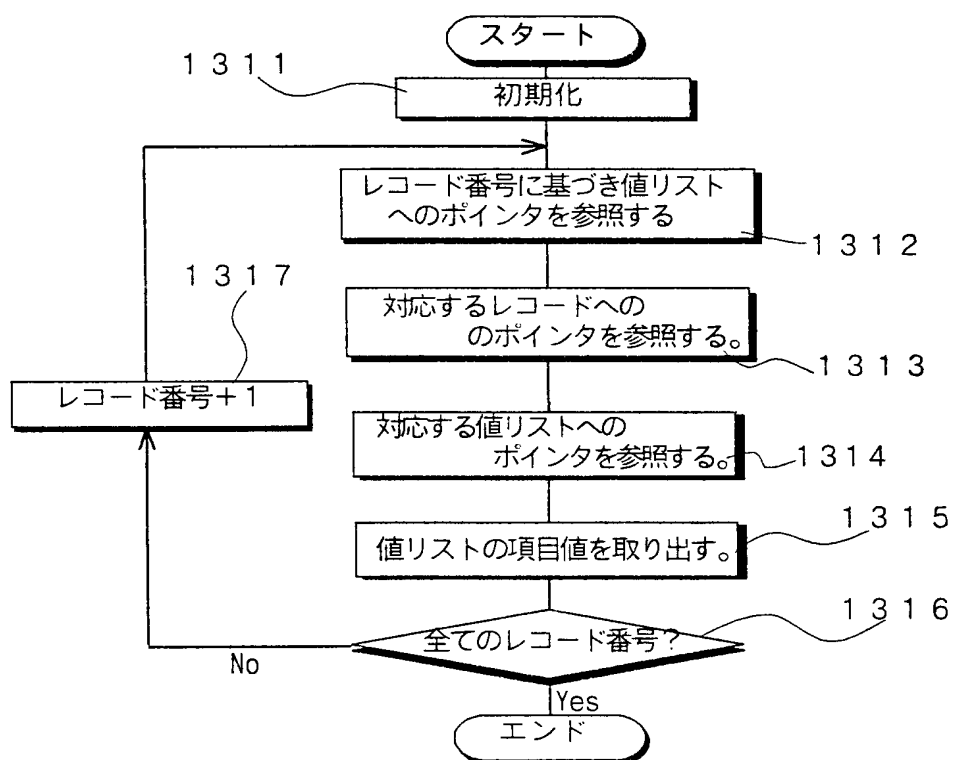 スタート
1311
初期化
レコード番号に基づき値リスト
へのポインタを参照する
1312
1317
対応するレコードへの
のポインタを参照する。
1313
レコード番号+1
対応する値リストへの
ポインタを参照する。
1314
1315
値リストの項目値を取り出す。
1316
全てのレコード番号?
No
Yes
エンド